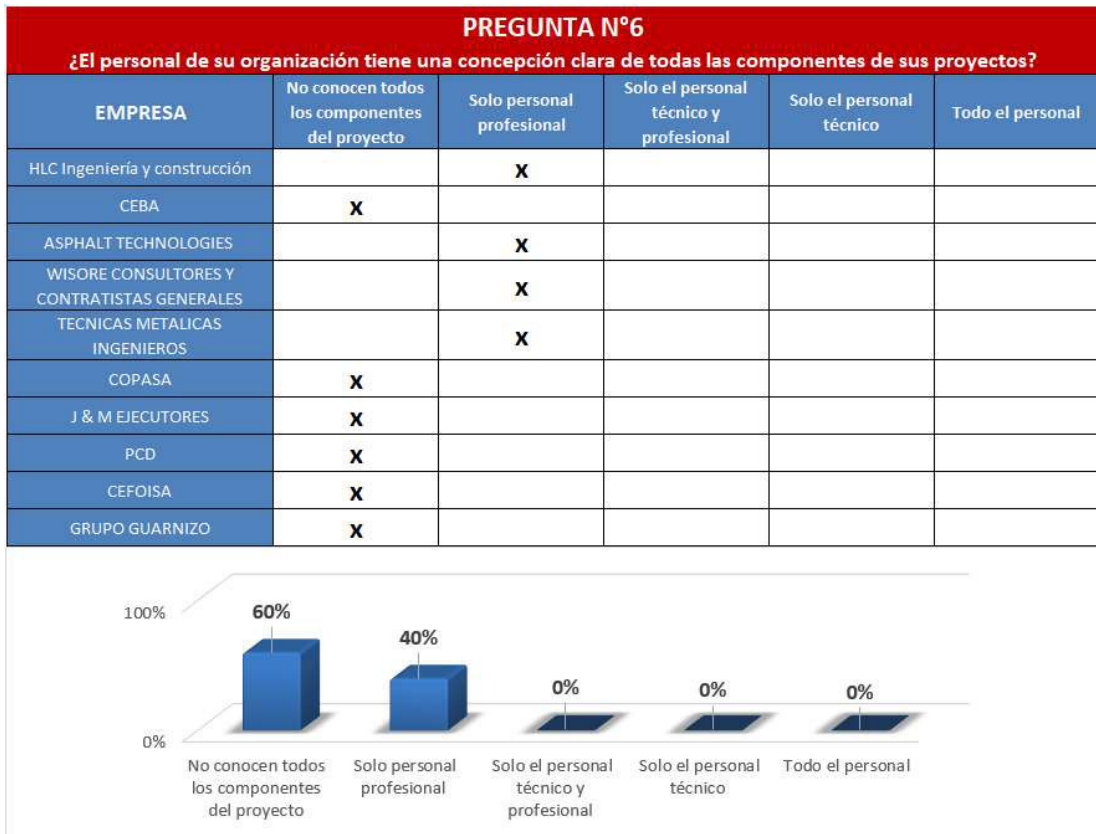 PREGUNTA N°6
¿El personal de su organización tiene una concepción clara de todas las componentes de sus proyectos?
EMPRESA
No conocen todos
los componentes
del proyecto
Solo personal
profesional
Solo el personal
técnico y
profesional
Solo el personal
técnico
Todo el personal
HLC Ingeniería y construcción
X
CEBA
X
ASPHALT TECHNOLOGIES
X
WISORE CONSULTORES Y
CONTRATISTAS GENERALES
X
TECNICAS METALICAS
INGENIEROS
X
COPASA
X
J & M EJECUTORES
X
PCD
X
CEFOISA
X
GRUPO GUARNIZO
X
100%
0%
60%
40%
0%
0%
0%
No conocen todos
los componentes
del proyecto
Solo personal
profesional
Solo el personal
técnico y
profesional
Solo el personal
técnico
Todo el personal